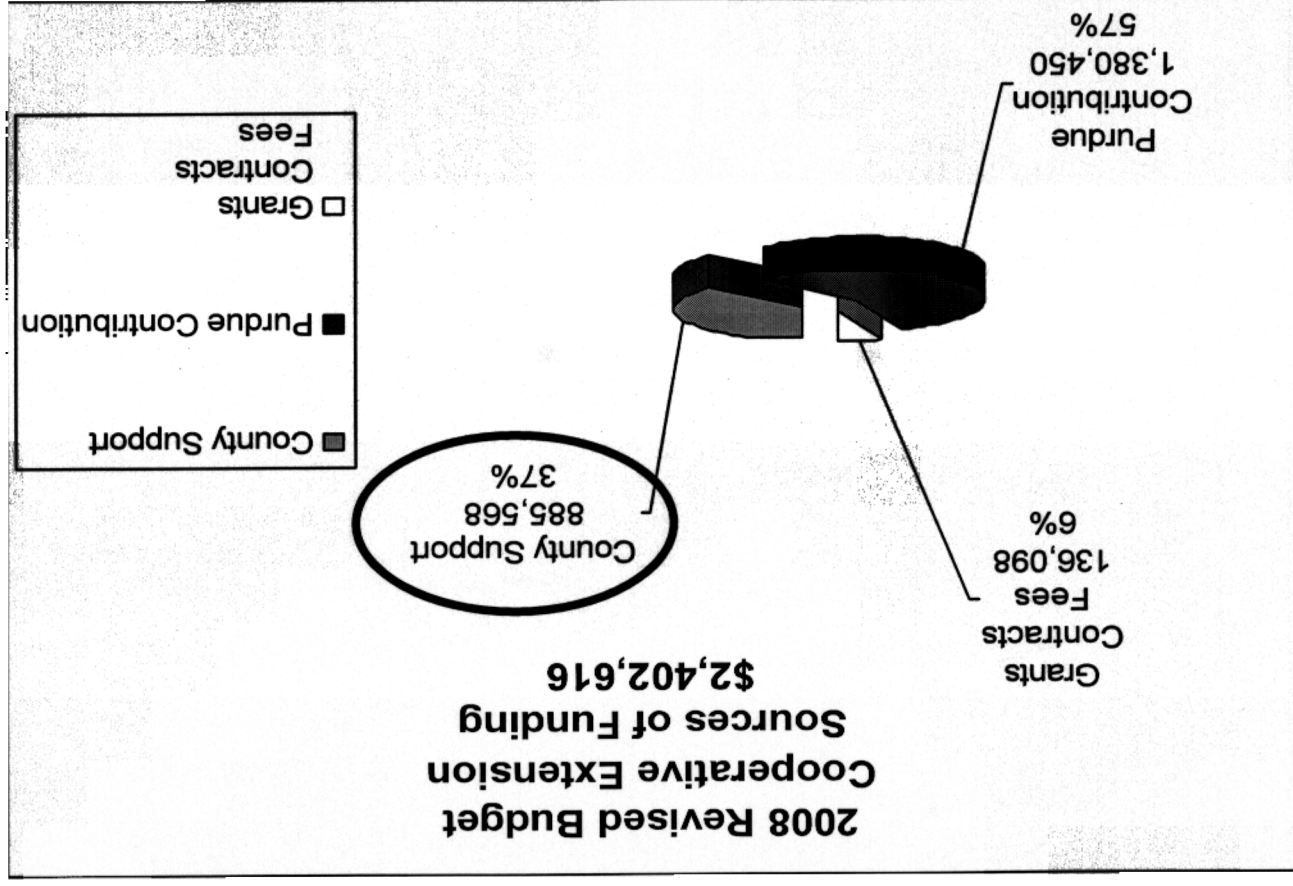 2008 Revised Budget
Cooperative Extension
Sources of Funding
$2,402,616
Grants
Contracts
Fees
136,098
6%
County Support
885,568
37%
Purdue
Contribution
1,380,450
57%
County Support
Purdue Contribution
Grants
Contracts
Fees